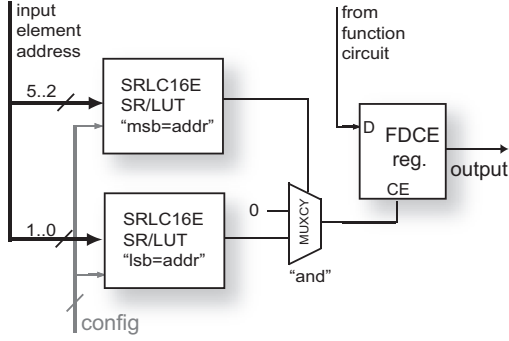 input
element
address
from
function
circuit
5..2
SRLC16E
SR/LUT
“msb=addr”
D
FDCE
reg.
CE
output
1..0
SRLC16E
SR/LUT
“lsb=addr”
0
MUXCY
“and”
config